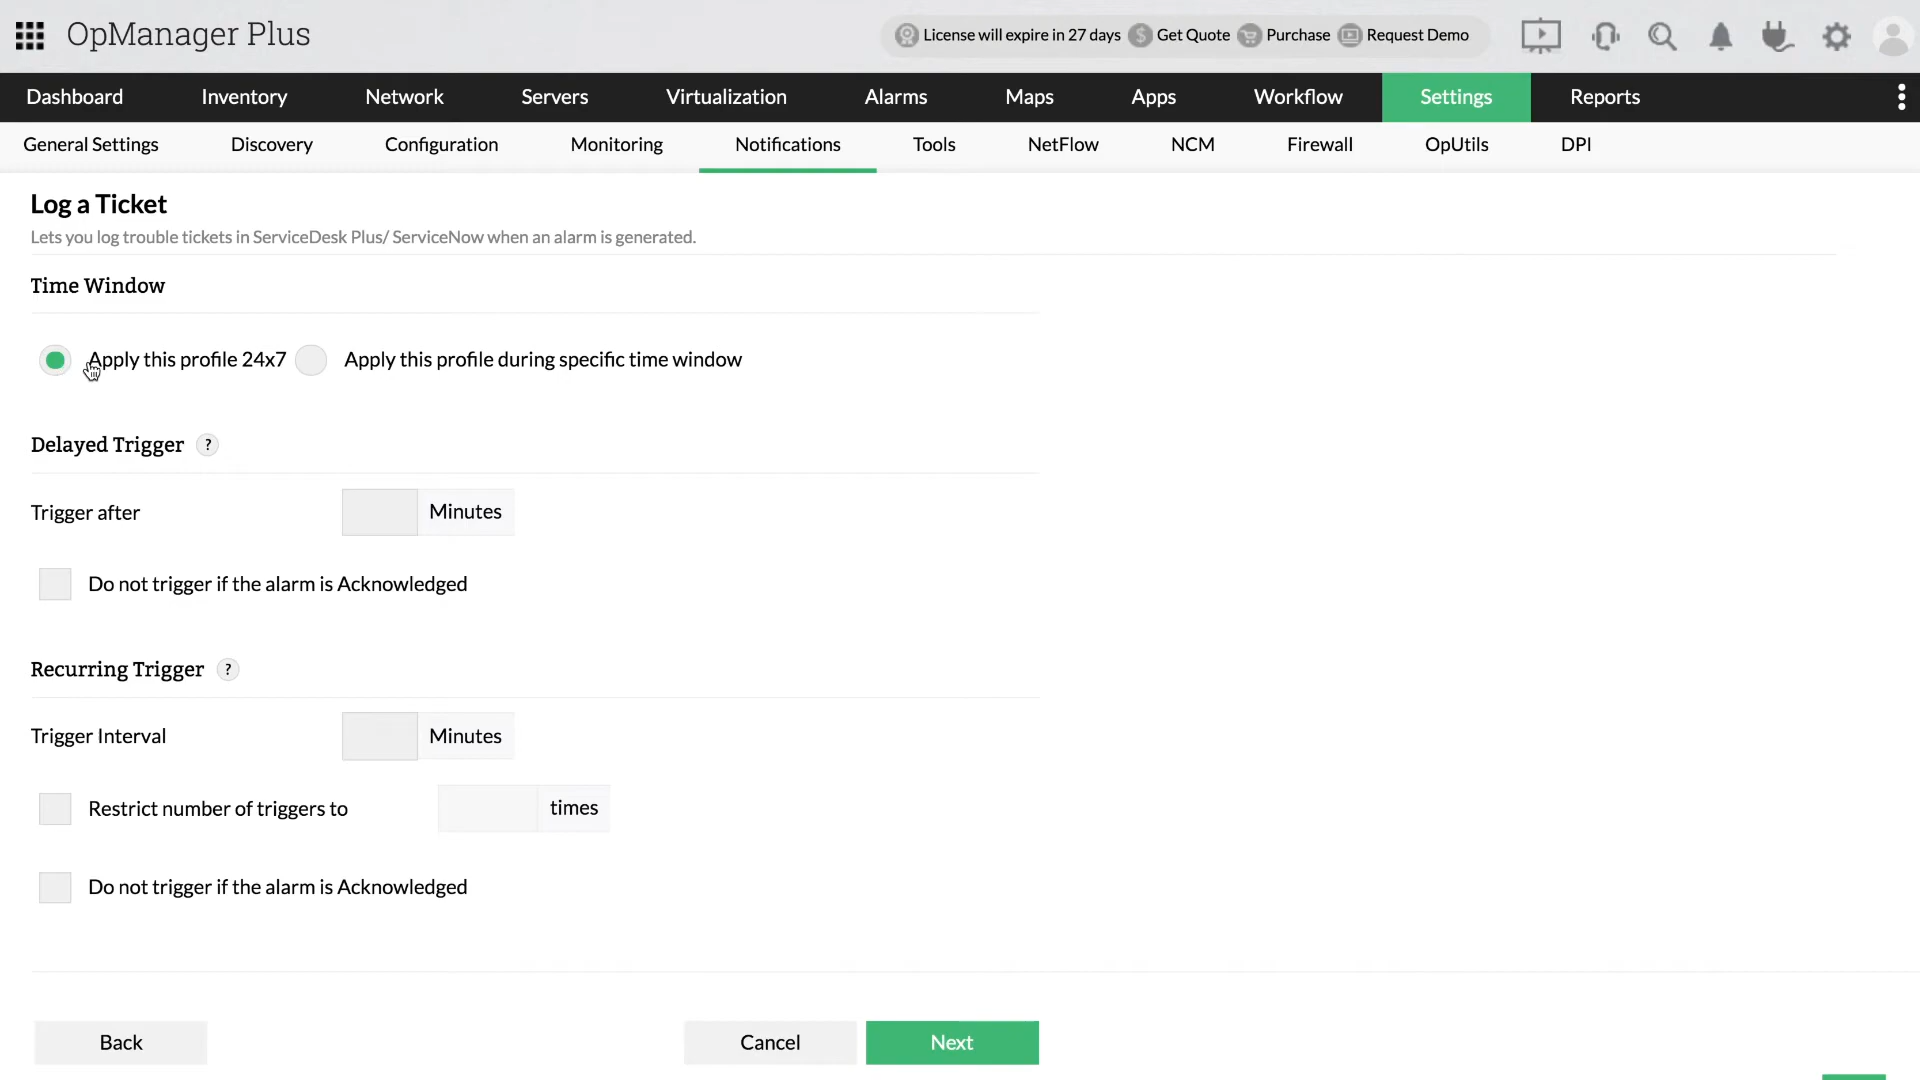 OpManager Plus
License will expire in 27 days Get Quote Purchase Request Demo
Dashboard Inventory Network Servers Virtualization Alarms Maps Apps Workflow Settings Reports
General Settings Discovery Configuration Monitoring Notifications Tools NetFlow NCM Firewall OpUtils DPI
Log a Ticket
Lets you log trouble tickets in ServiceDesk Plus/ ServiceNow when an alarm is generated.
Time Window
Apply this profile 24x7 Apply this profile during specific time window
Delayed Trigger ?
Trigger after Minutes
Do not trigger if the alarm is Acknowledged
Recurring Trigger ?
Trigger Interval Minutes
Restrict number of triggers to times
Do not trigger if the alarm is Acknowledged
Back Cancel Next